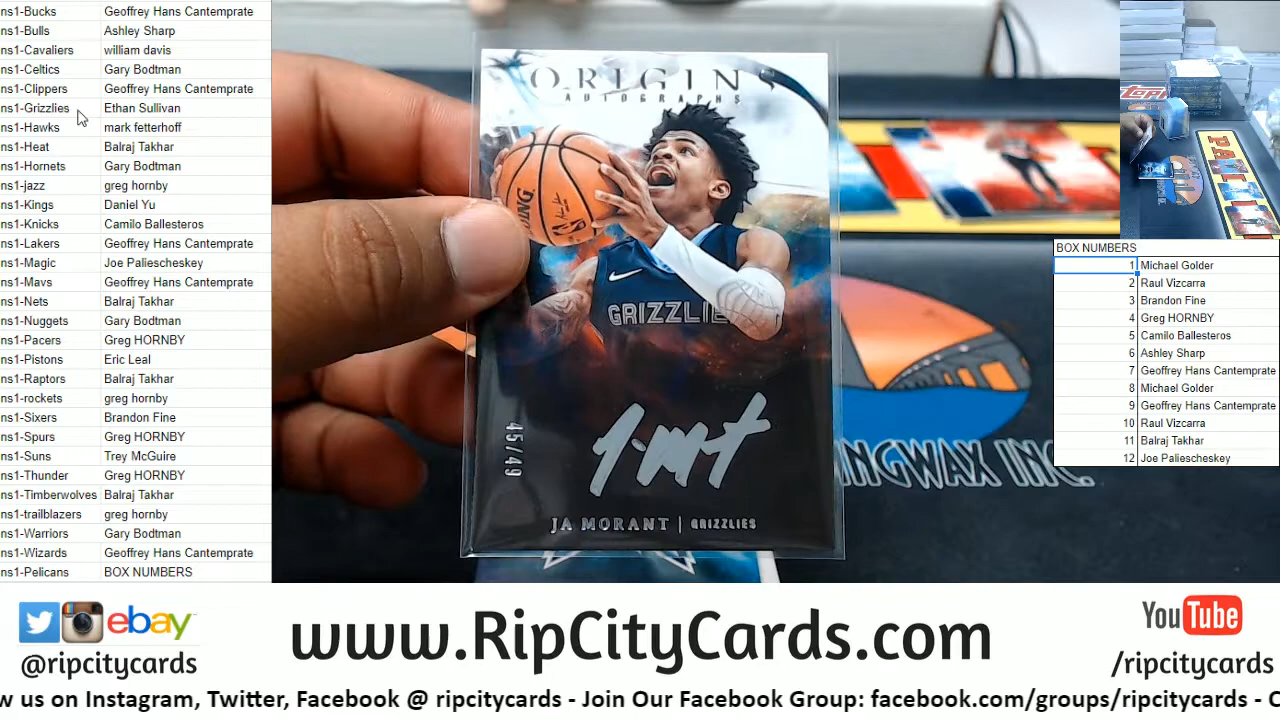 ns1-Bucks Geoffrey Hans Cantemprate
ns1-Bulls Ashley Sharp
ns1-Cavaliers william davis
ns1-Celtics Gary Bodtman
ns1-Clippers Geoffrey Hans Cantemprate
ns1-Grizzlies Ethan Sullivan
ns1-Hawks mark fetterhoff
ns1-Heat Balraj Takhar
ns1-Hornets Gary Bodtman
ns1-jazz greg hornby
ns1-Kings Daniel Yu
ns1-Knicks Camilo Ballesteros
ns1-Lakers Geoffrey Hans Cantemprate
ns1-Magic Joe Paliescheskey
ns1-Mavs Geoffrey Hans Cantemprate
ns1-Nets Balraj Takhar
ns1-Nuggets Gary Bodtman
ns1-Pacers Greg HORNBY
ns1-Pistons Eric Leal
ns1-Raptors Balraj Takhar
ns1-rockets greg hornby
ns1-Sixers Brandon Fine
ns1-Spurs Greg HORNBY
ns1-Suns Trey McGuire
ns1-Thunder Greg HORNBY
ns1-Timberwolves Balraj Takhar
ns1-trailblazers greg hornby
ns1-Warriors Gary Bodtman
ns1-Wizards Geoffrey Hans Cantemprate
ns1-Pelicans BOX NUMBERS
ORIGINS
AUTOGRAPHS
GRIZZLIE
45/49
JA MORANT | GRIZZLIES
NGWAX INC.
TOPPS
PANINI
BOX NUMBERS
1 Michael Golder
2 Raul Vizcarra
3 Brandon Fine
4 Greg HORNBY
5 Camilo Ballesteros
6 Ashley Sharp
7 Geoffrey Hans Cantemprate
8 Michael Golder
9 Geoffrey Hans Cantemprate
10 Raul Vizcarra
11 Balraj Takhar
12 Joe Paliescheskey
ebay
@ripcitycards
www.RipCityCards.com
YouTube
/ripcitycards
w us on Instagram, Twitter, Facebook @ ripcitycards - Join Our Facebook Group: facebook.com/groups/ripcitycards - C